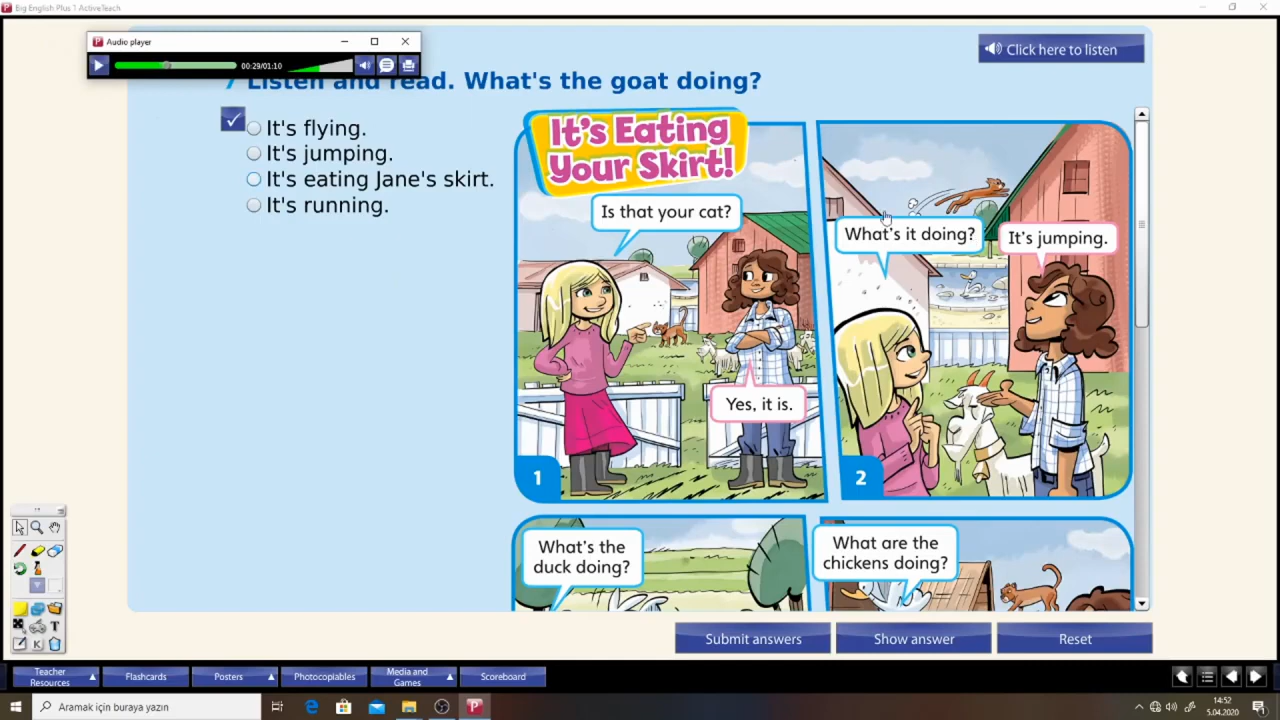 Big English Plus 1 ActiveTeach
Audio player
00:29/01:10
Click here to listen
7 Listen and read. What's the goat doing?
It's flying.
It's jumping.
It's eating Jane's skirt.
It's running.
It's Eating
Your Skirt!
Is that your cat?
Yes, it is.
1
What's it doing?
It's jumping.
2
What's the
duck doing?
What are the
chickens doing?
Submit answers
Show answer
Reset
Teacher
Resources
Flashcards
Posters
Photocopiables
Media and
Games
Scoreboard
Aramak için buraya yazın
14:52
5.04.2020